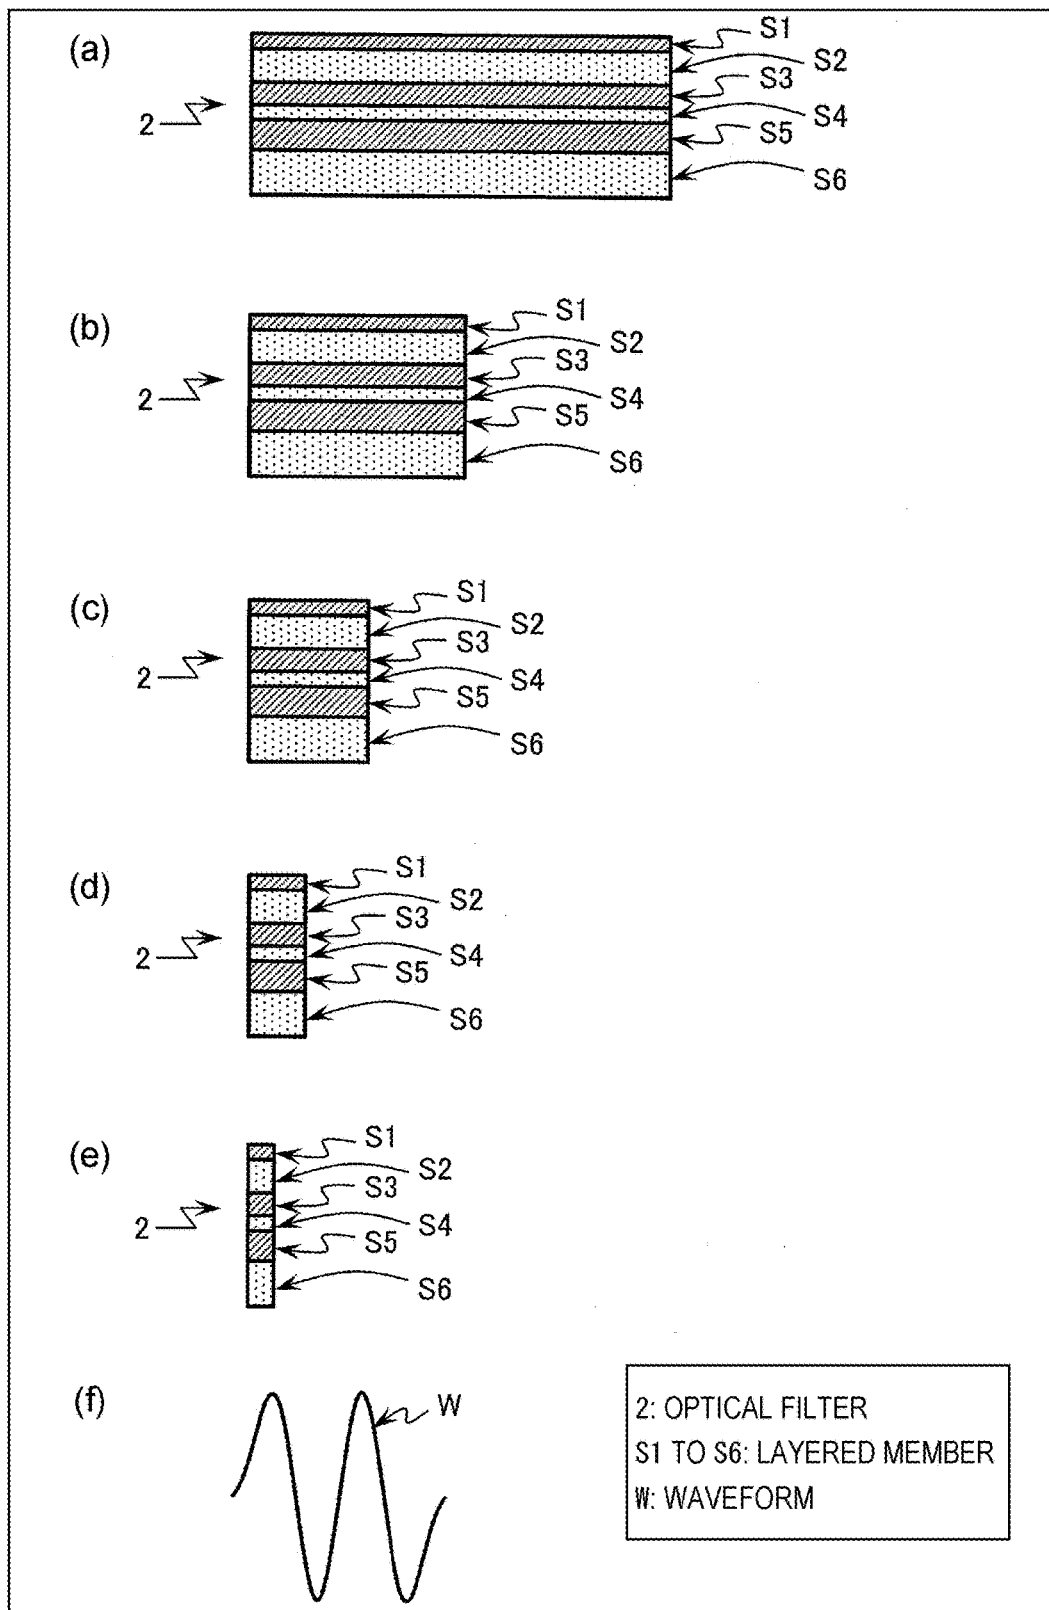 (a)
S1
S2
S3
2
S4
S5
S6
(b)
S1
S2
S3
2
S4
S5
S6
(c)
S1
S2
S3
2
S4
S5
S6
(d)
S1
S2
S3
2
S4
S5
S6
(e)
S1
S2
S3
2
S4
S5
S6
(f)
W
2: OPTICAL FILTER
S1 TO S6: LAYERED MEMBER
W: WAVEFORM